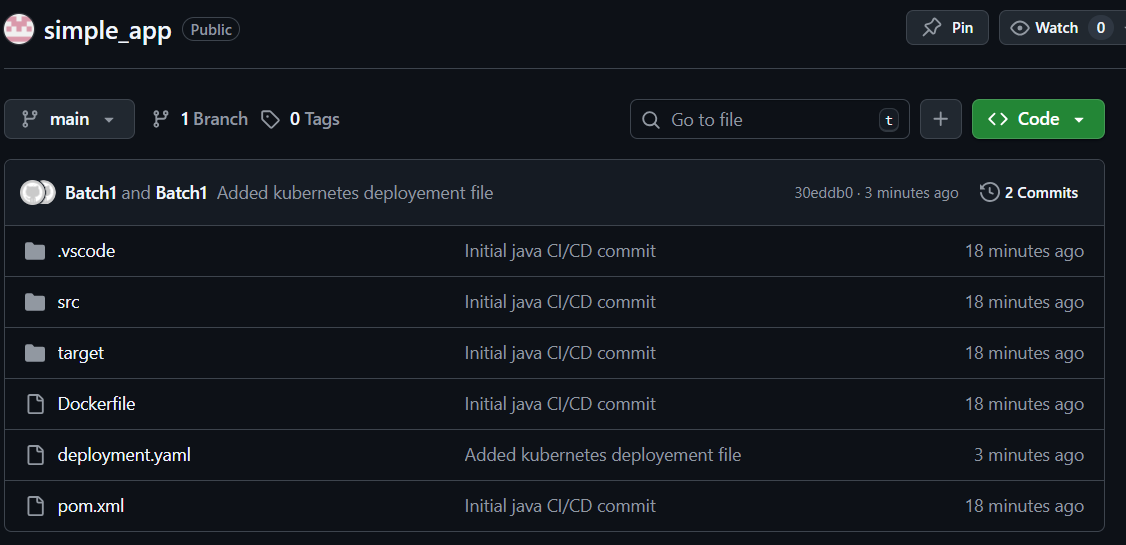 simple_app Public Pin Watch 0
main 1 Branch 0 Tags Go to file t Code
Batch1 and Batch1 Added kubernetes deployement file 30eddb0 · 3 minutes ago 2 Commits
.vscode Initial java CI/CD commit 18 minutes ago
src Initial java CI/CD commit 18 minutes ago
target Initial java CI/CD commit 18 minutes ago
Dockerfile Initial java CI/CD commit 18 minutes ago
deployment.yaml Added kubernetes deployement file 3 minutes ago
pom.xml Initial java CI/CD commit 18 minutes ago